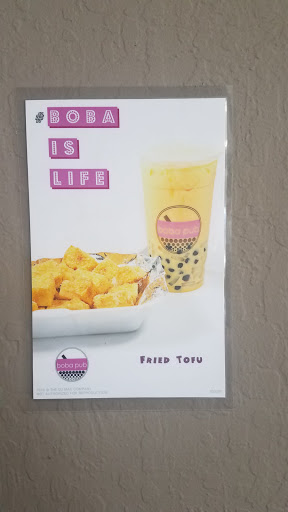 #BOBA
IS
LIFE
boba pub
boba pub
FRIED TOFU